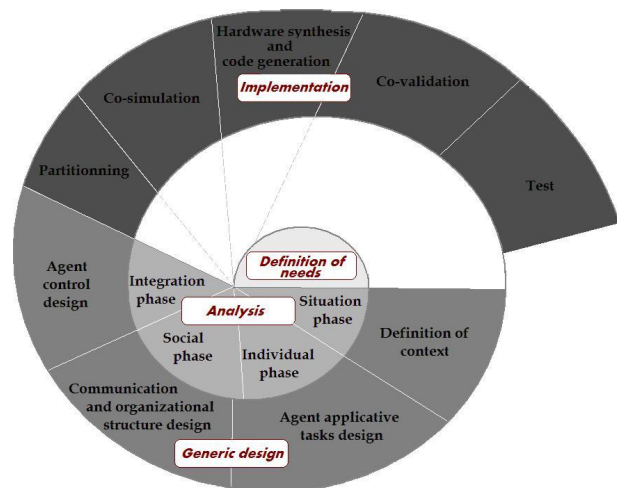 Hardware synthesis
and
code generation
Implementation
Co-validation
Co-simulation
Partitionning
Test
Definition of
needs
Agent
control
design
Integration
phase
Analysis
Situation
phase
Social
phase
Individual
phase
Definition of
context
Communication
and organizational
structure design
Agent applicative
tasks design
Generic design